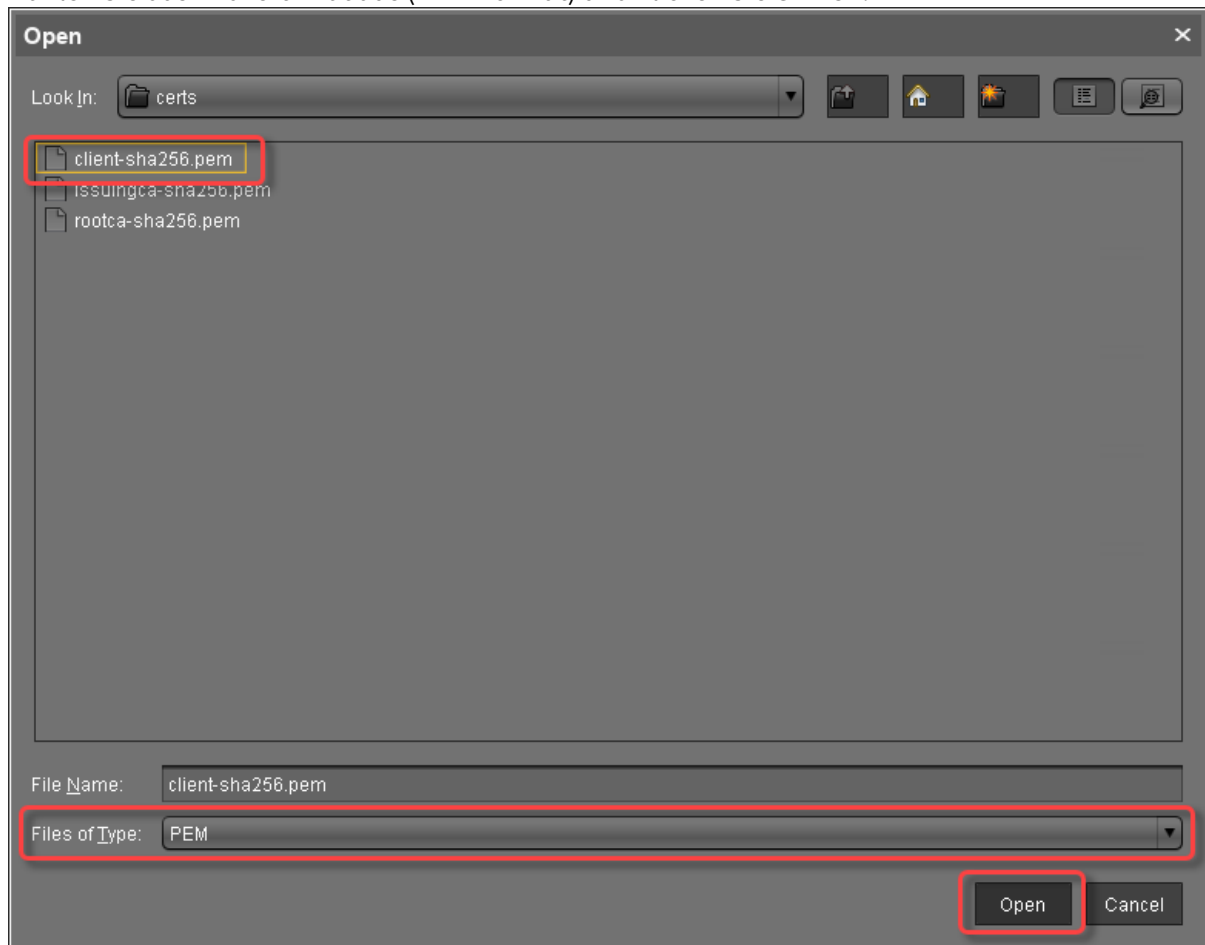 Open
Look In: certs
client-sha256.pem
issuingca-sha256.pem
rootca-sha256.pem
File Name: client-sha256.pem
Files of Type: PEM
Open Cancel